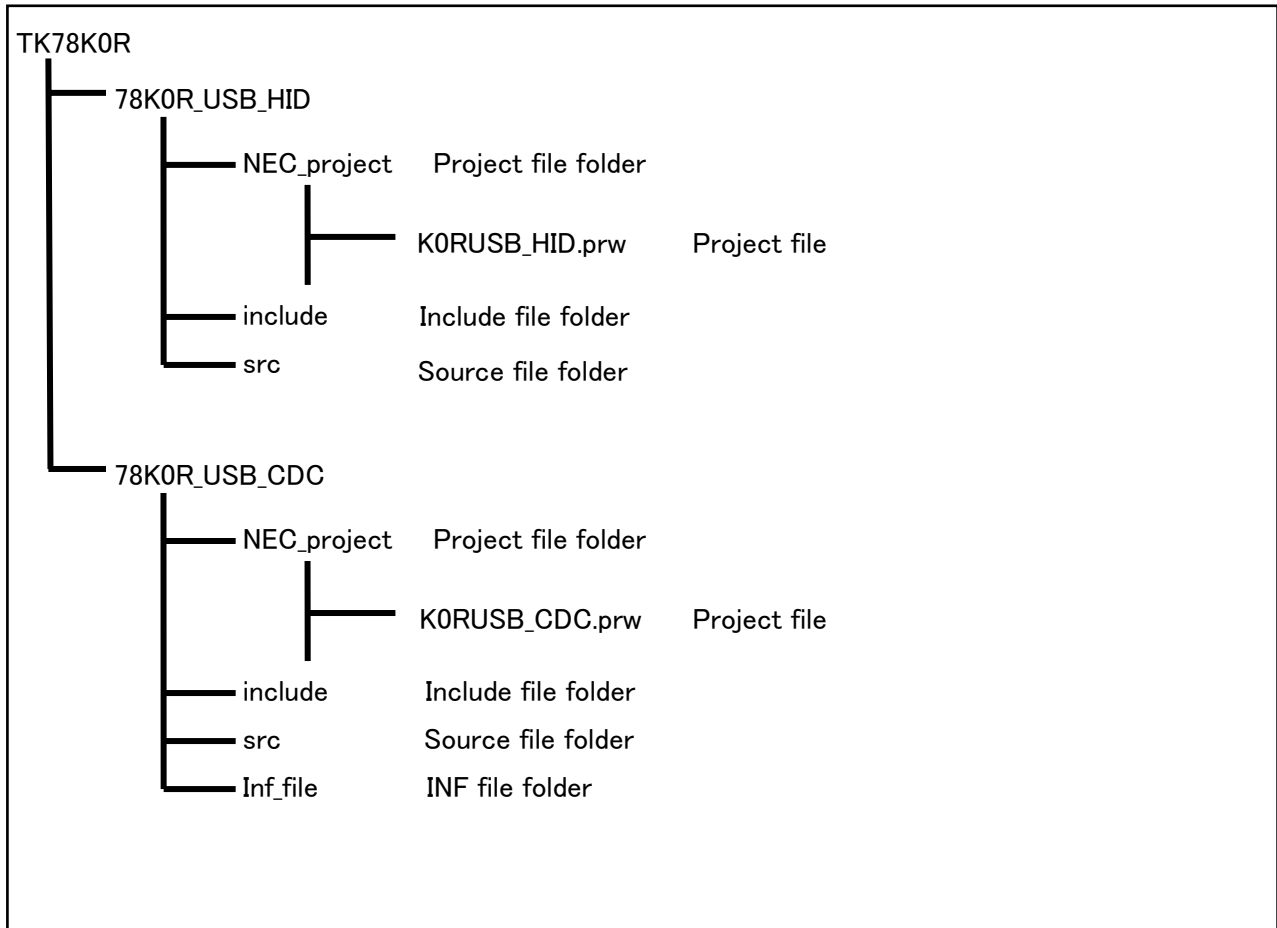 TK78K0R
78K0R_USB_HID
NEC_project Project file folder
K0RUSB_HID.prw Project file
include Include file folder
src Source file folder
78K0R_USB_CDC
NEC_project Project file folder
K0RUSB_CDC.prw Project file
include Include file folder
src Source file folder
Inf_file INF file folder